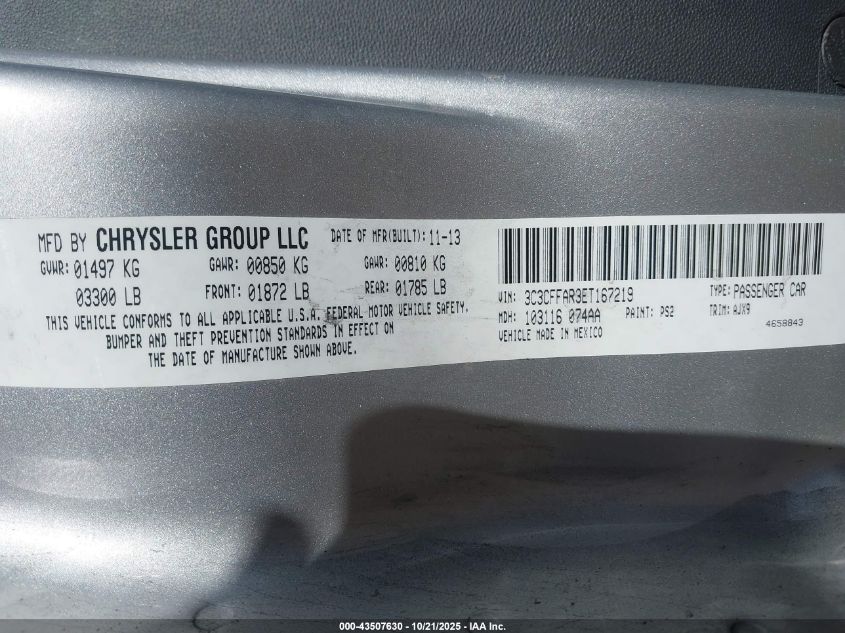 MFD BY CHRYSLER GROUP LLC DATE OF MFR(BUILT): 11-13
GVWR: 01497 KG GAWR: 00850 KG GAWR: 00810 KG
03300 LB FRONT: 01872 LB REAR: 01785 LB
THIS VEHICLE CONFORMS TO ALL APPLICABLE U.S.A. FEDERAL MOTOR VEHICLE SAFETY,
BUMPER AND THEFT PREVENTION STANDARDS IN EFFECT ON
THE DATE OF MANUFACTURE SHOWN ABOVE.
VIN: 3C3CFFAR3ET167219 TYPE: PASSENGER CAR
MDH: 103116 074AA PAINT: PS2 TRIM: AJX9
VEHICLE MADE IN MEXICO 4658843
000-43507630 - 10/21/2025 - IAA Inc.